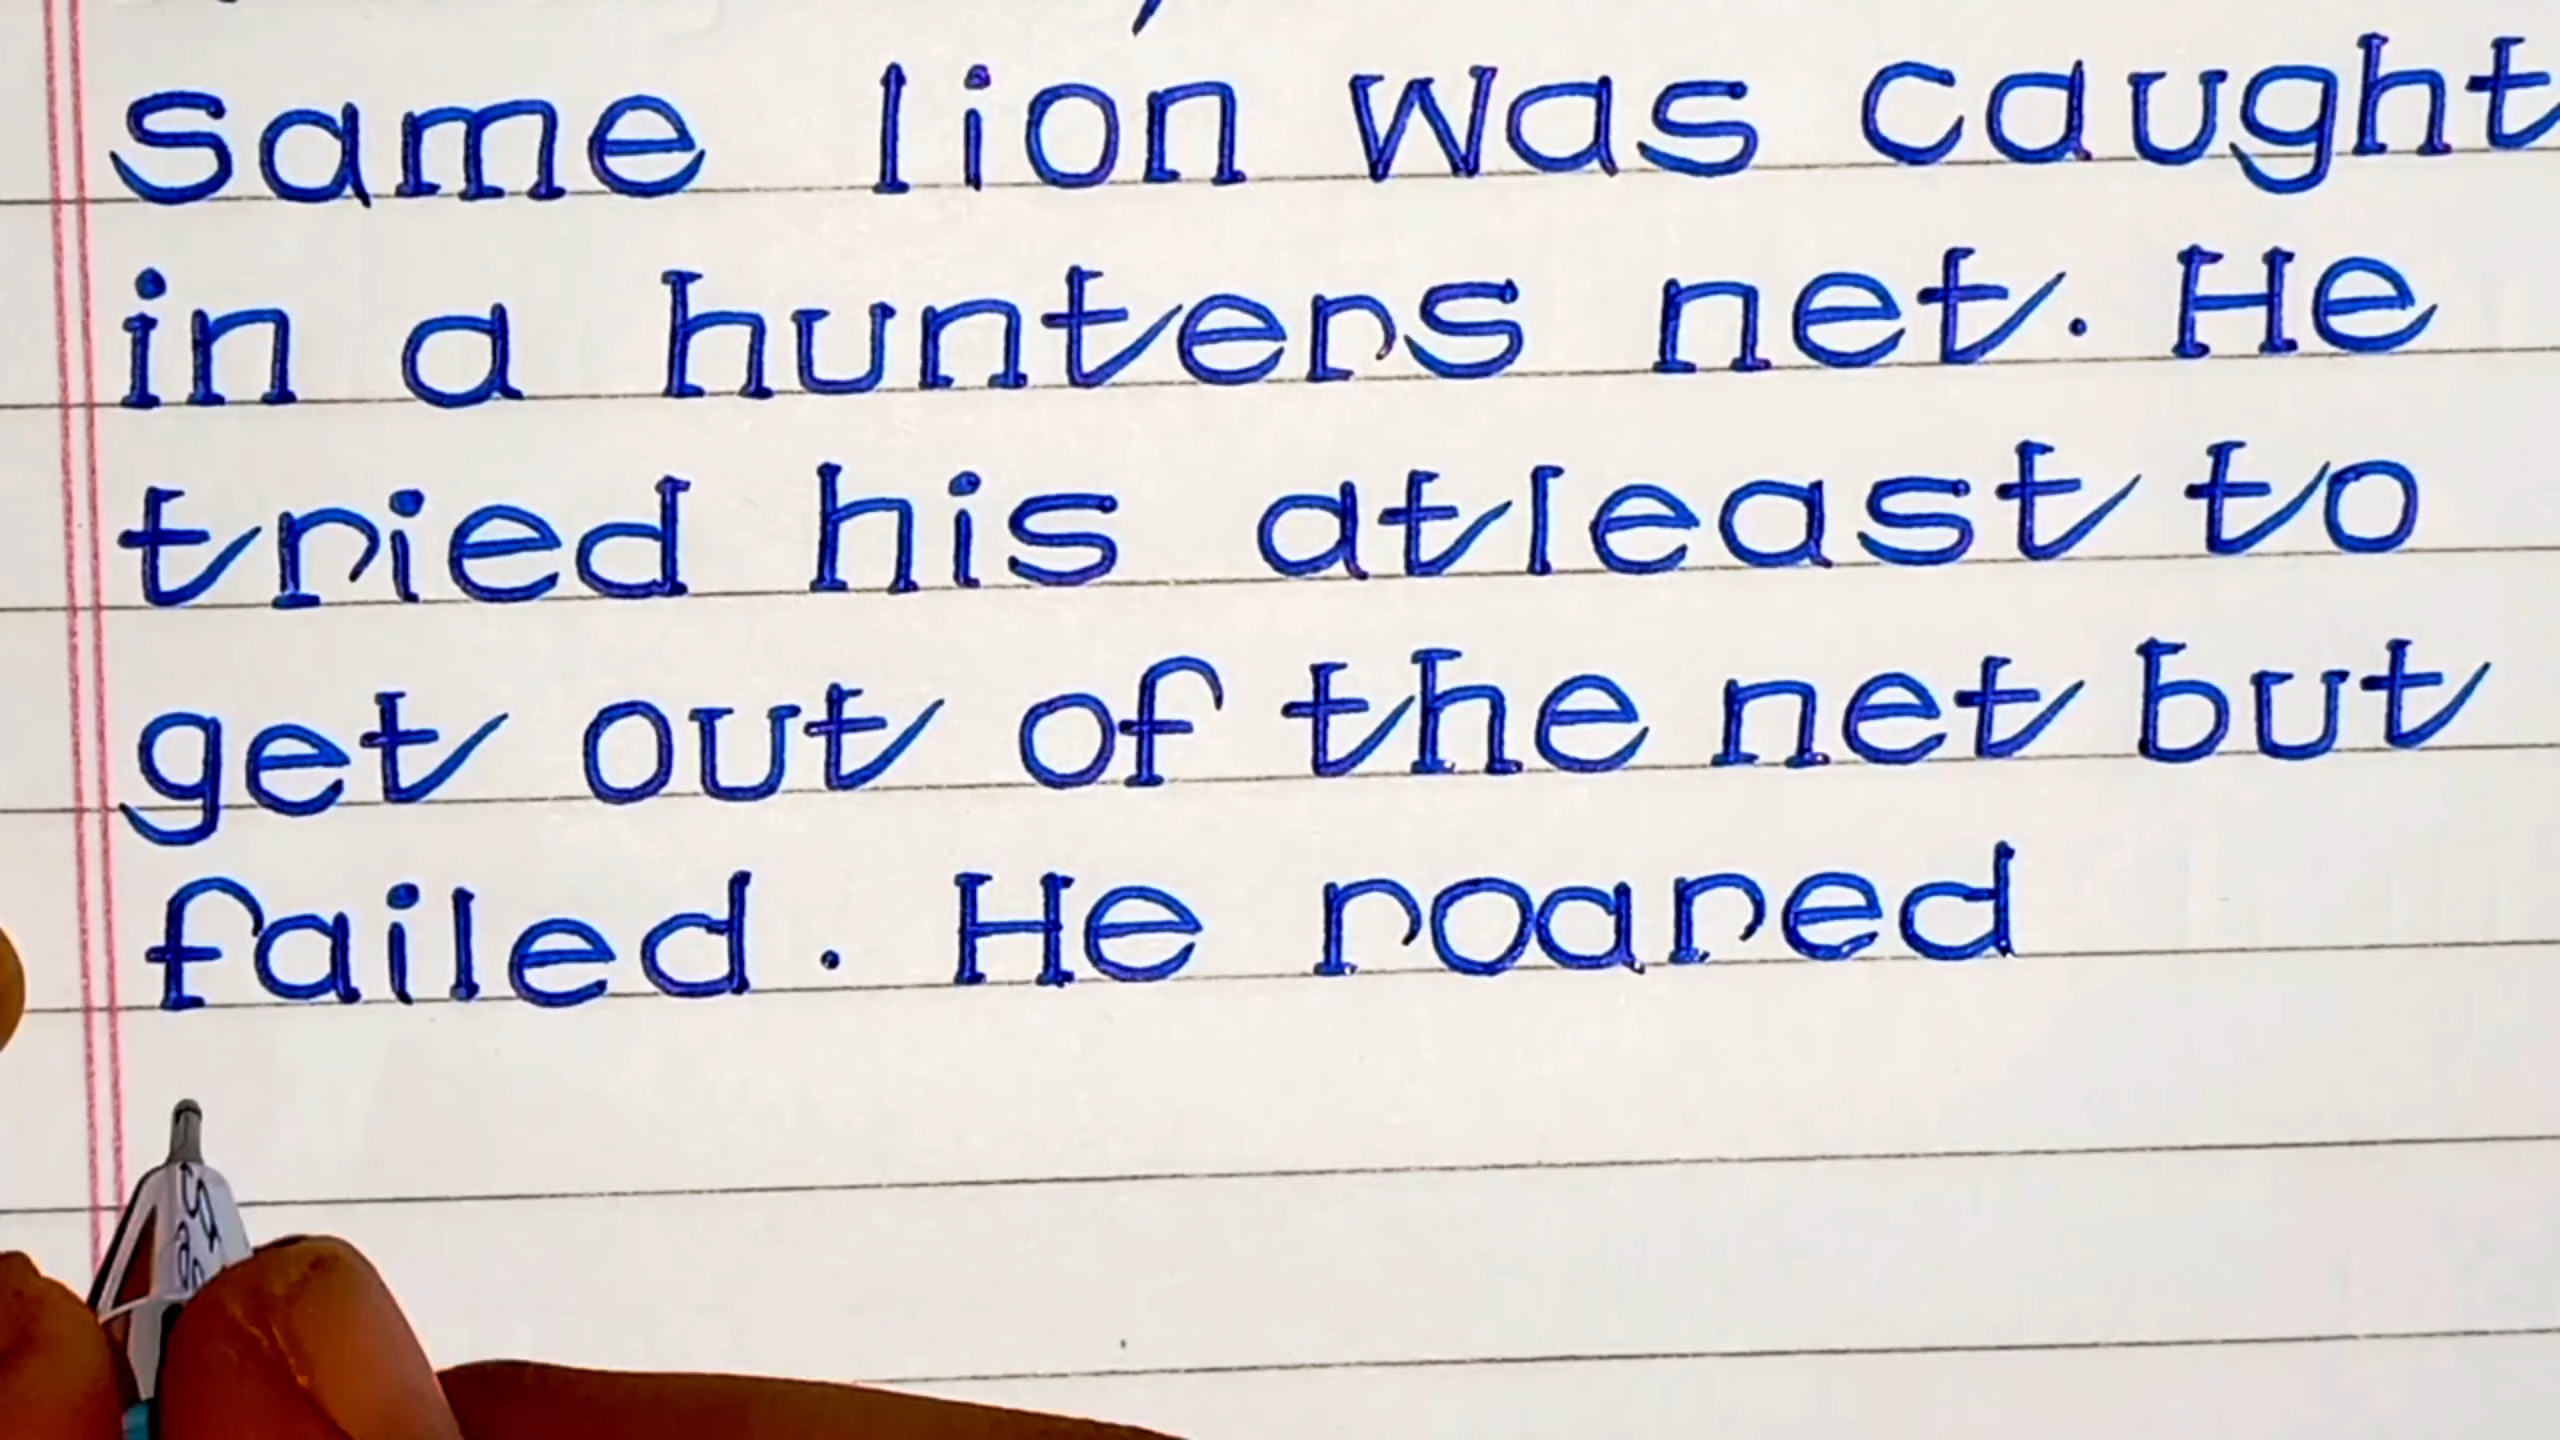 same lion was caught
in a hunters net. He
tried his atleast to
get out of the net but
failed. He roared